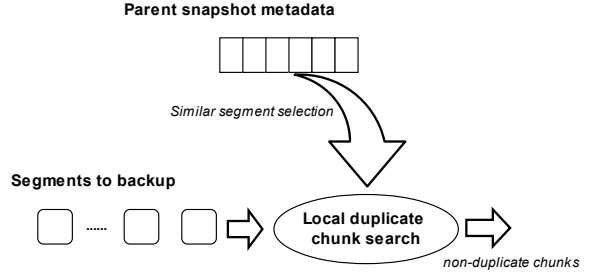 Parent snapshot metadata
Similar segment selection
Segments to backup
......
Local duplicate
chunk search
non-duplicate chunks